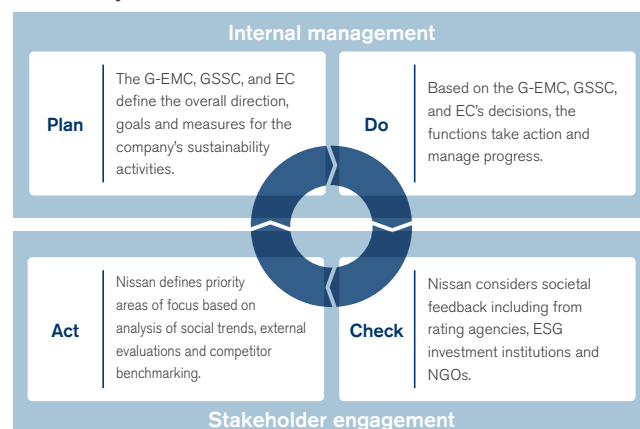 Internal management
Plan
The G-EMC, GSSC, and EC
define the overall direction,
goals and measures for the
company's sustainability
activities.
Do
Based on the G-EMC, GSSC,
and EC's decisions, the
functions take action and
manage progress.
Act
Nissan defines priority
areas of focus based on
analysis of social trends, external
evaluations and competitor
benchmarking.
Check
Nissan considers societal
feedback including from
rating agencies, ESG
investment institutions and
NGOs.
Stakeholder engagement